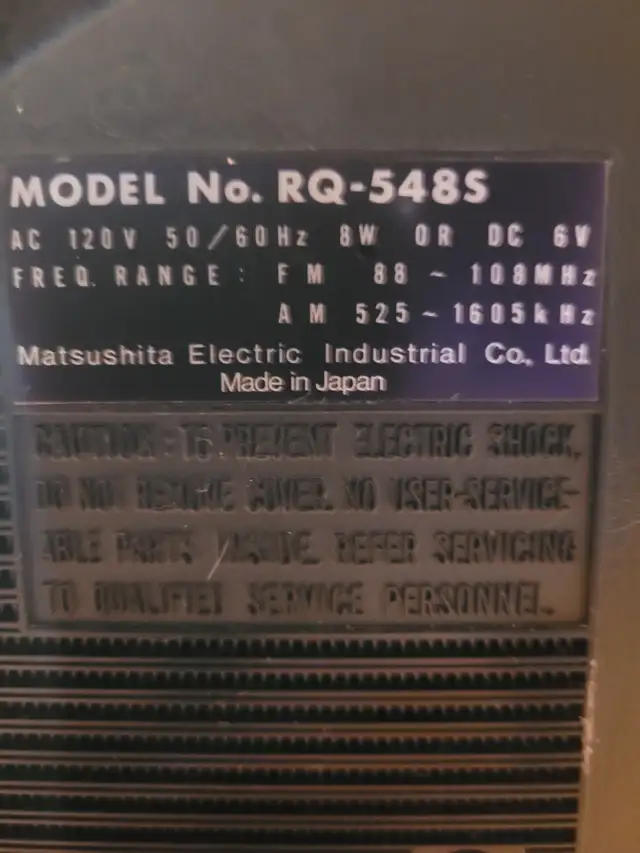 MODEL No. RQ-548S
AC 120V 50/60Hz 8W OR DC 6V
FREQ. RANGE : FM 88 ~ 108MHz
AM 525 ~ 1605kHz
Matsushita Electric Industrial Co., Ltd.
Made in Japan
CAUTION : TO PREVENT ELECTRIC SHOCK,
DO NOT REMOVE COVER. NO USER-SERVICE-
ABLE PARTS INSIDE. REFER SERVICING
TO QUALIFIED SERVICE PERSONNEL.